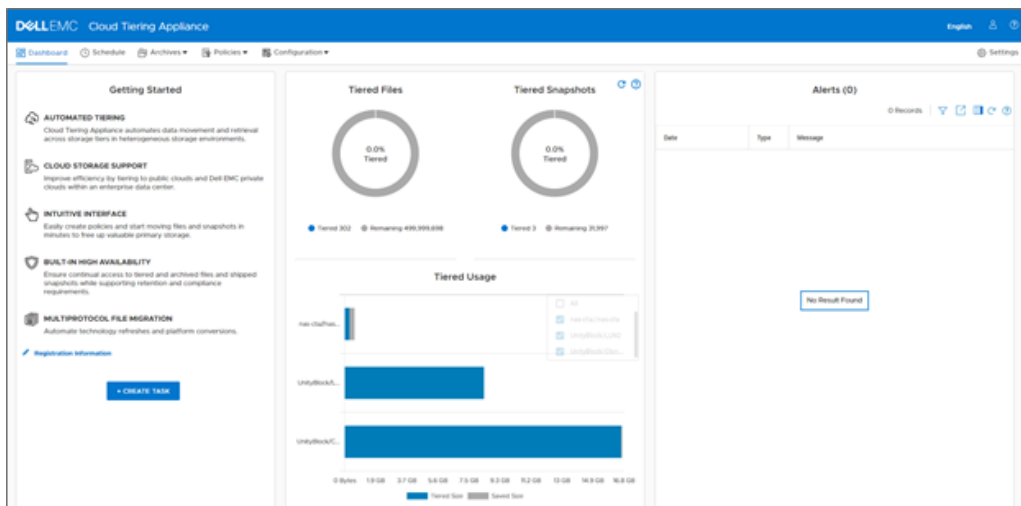 DELLEMC Cloud Tiering Appliance
English
Dashboard Schedule Archives Policies Configuration Settings
Getting Started
AUTOMATED TIERING
Cloud Tiering Appliance automates data movement and retrieval
across storage tiers in heterogeneous storage environments.
CLOUD STORAGE SUPPORT
Improve efficiency by tiering to public clouds and Dell EMC private
clouds within an enterprise data center.
INTUITIVE INTERFACE
Easily create policies and start moving files and snapshots in
minutes to free up valuable primary storage.
BUILT-IN HIGH AVAILABILITY
Ensure continual access to tiered and archived files and shipped
snapshots while supporting retention and compliance
requirements.
MULTIPROTOCOL FILE MIGRATION
Automate technology refreshes and platform conversions.
Registration Information
+ CREATE TASK
Tiered Files
0.0%
Tiered
Tiered 302 Remaining 499,999,698
Tiered Snapshots
0.0%
Tiered
Tiered 3 Remaining 31,997
Tiered Usage
All
UnityBlock/LUN2
nas-cta/nas...
UnityBlock/L...
UnityBlock/C...
0 Bytes 1.9 GB 3.7 GB 5.6 GB 7.5 GB 9.3 GB 11.2 GB 13 GB 14.9 GB 16.8 GB
Tiered Size Saved Size
Alerts (0)
0 Records
Date Type Message
No Result Found